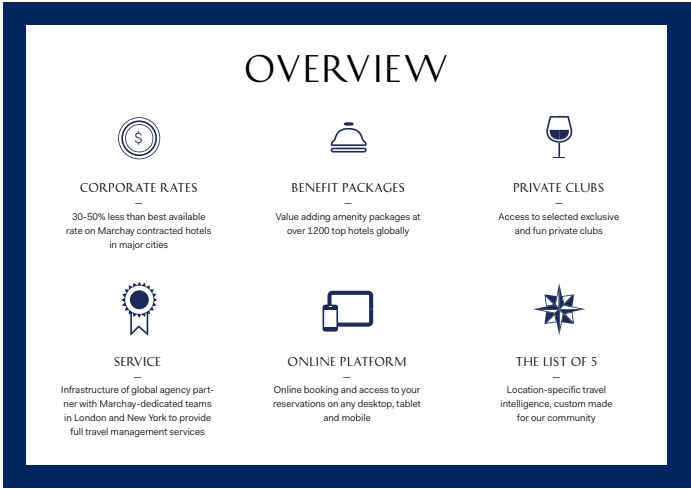 OVERVIEW
$
CORPORATE RATES
–
30-50% less than best available
rate on Marchay contracted hotels
in major cities
BENEFIT PACKAGES
–
Value adding amenity packages at
over 1200 top hotels globally
PRIVATE CLUBS
–
Access to selected exclusive
and fun private clubs
SERVICE
–
Infrastructure of global agency part-
ner with Marchay-dedicated teams
in London and New York to provide
full travel management services
ONLINE PLATFORM
–
Online booking and access to your
reservations on any desktop, tablet
and mobile
THE LIST OF 5
–
Location-specific travel
intelligence, custom made
for our community